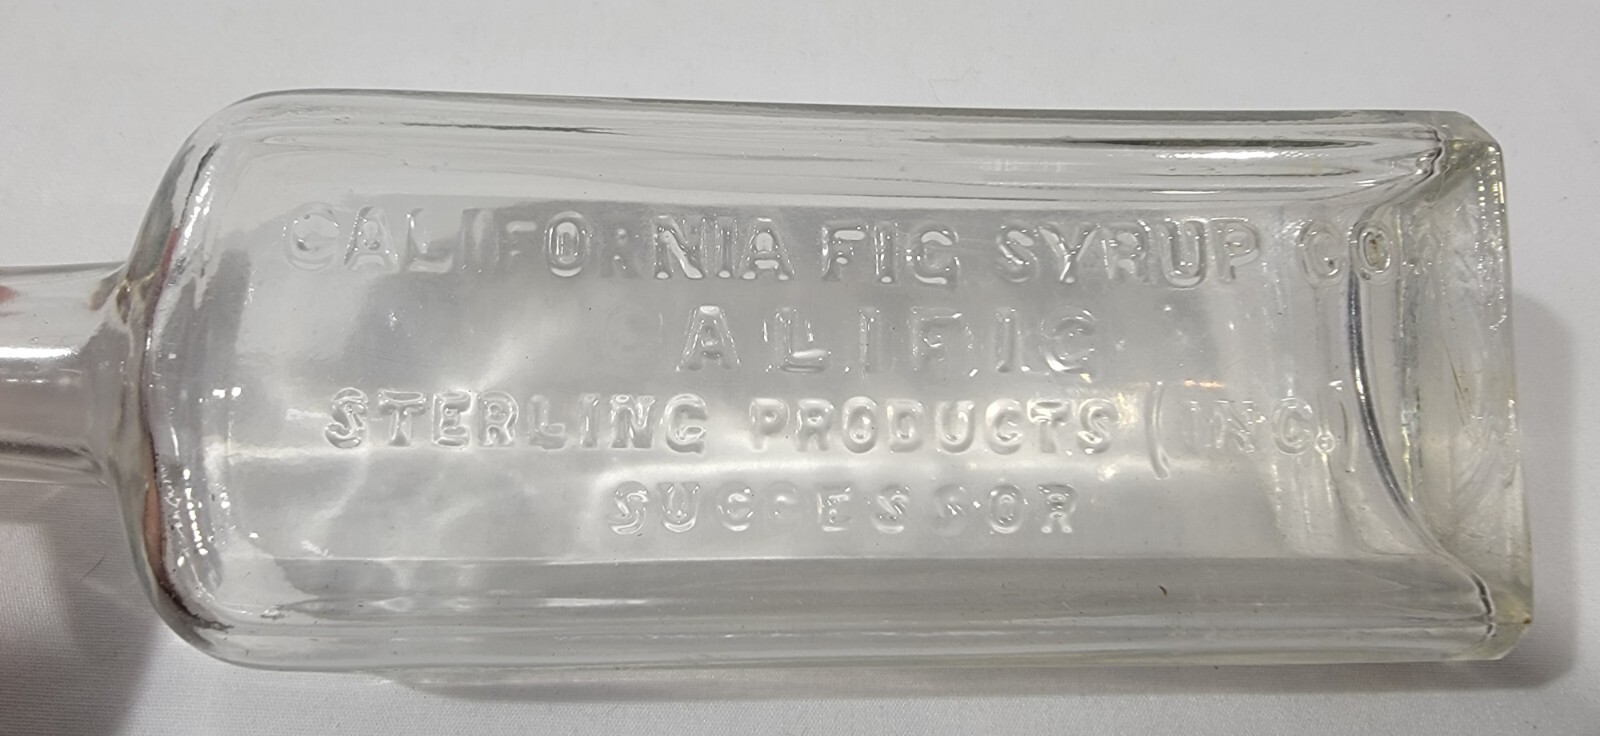 CALIFORNIA FIG SYRUP CO.
CALIFIG
STERLING PRODUCTS (INC.)
SUCCESSOR